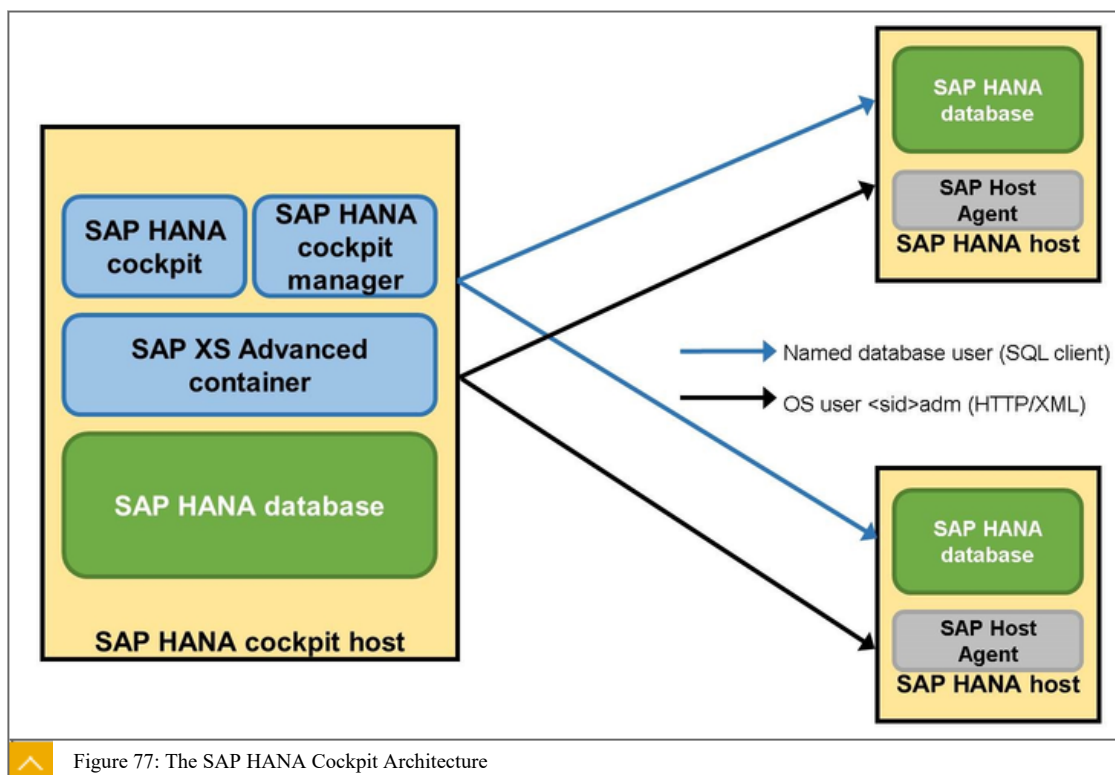 SAP HANA
cockpit
SAP HANA
cockpit
manager
SAP XS Advanced
container
SAP HANA database
SAP HANA cockpit host
SAP HANA
database
SAP Host
Agent
SAP HANA host
Named database user (SQL client)
OS user <sid>adm (HTTP/XML)
SAP HANA
database
SAP Host
Agent
SAP HANA host
Figure 77: The SAP HANA Cockpit Architecture